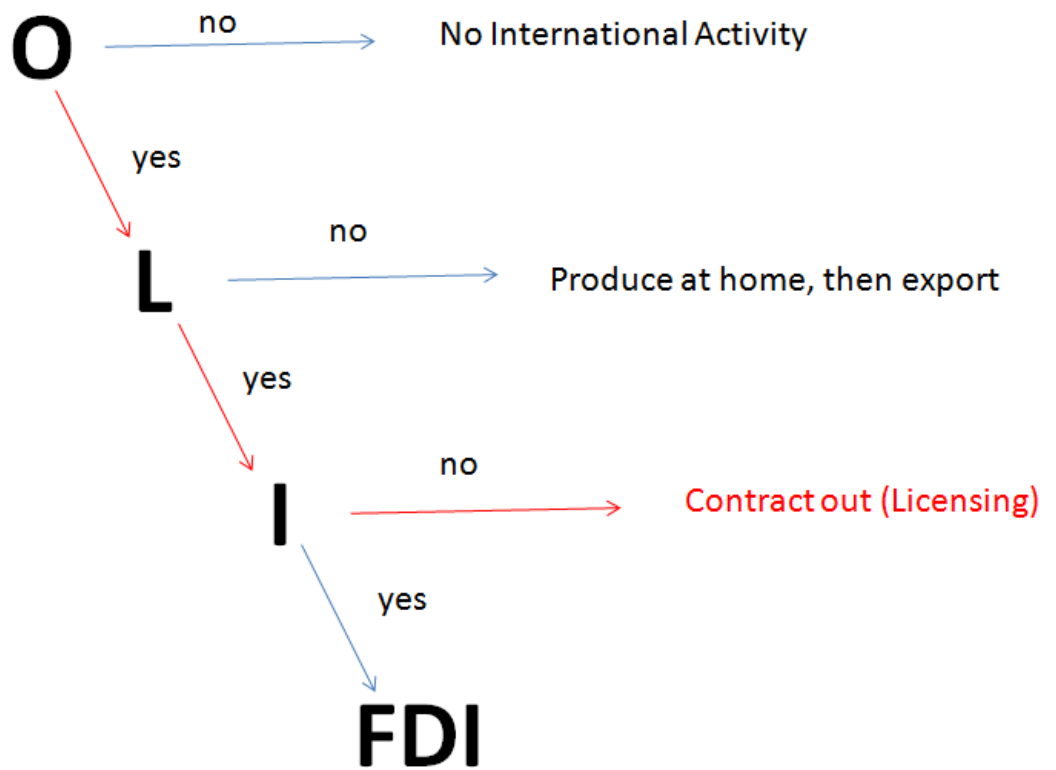 O
no
No International Activity
yes
L
no
Produce at home, then export
yes
I
no
Contract out (Licensing)
yes
FDI